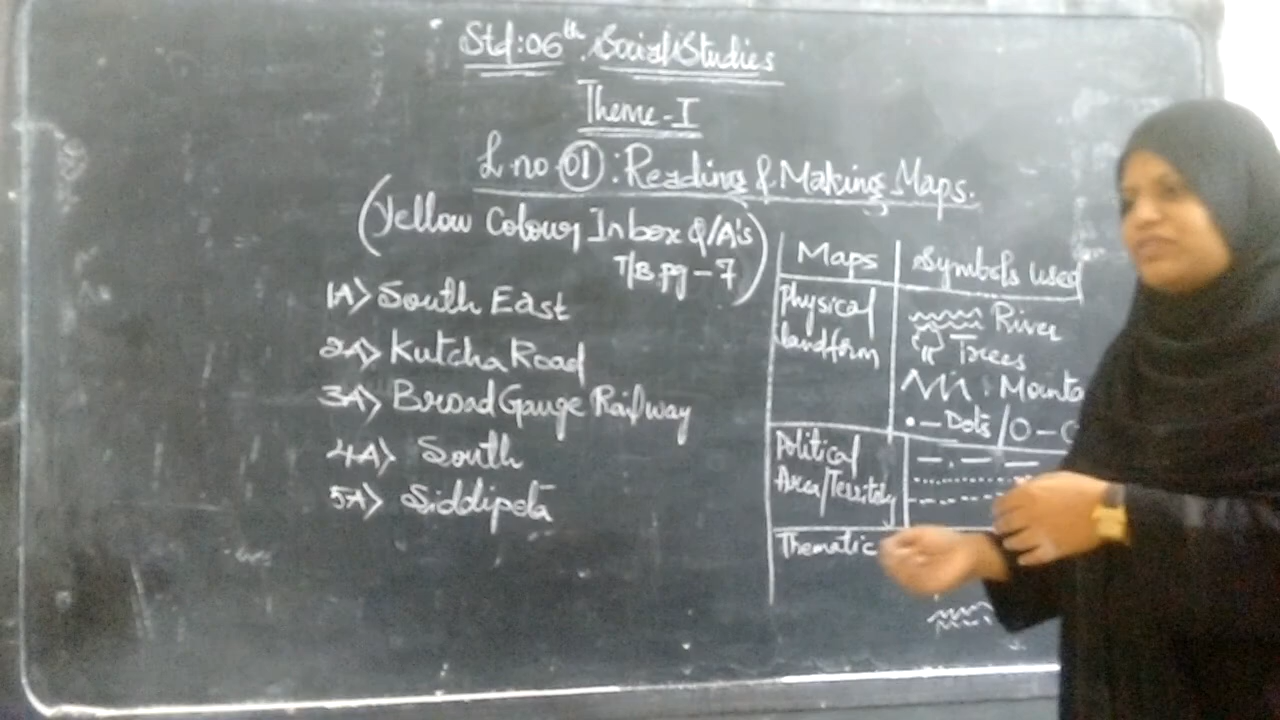 Std: 06th Social Studies
Theme - I
L no. 01 : Reading & Making Maps.
(Yellow Colour Inbox Q/A's
T/B. pg - 7)
1A> South East
2A> Kutcha Road
3A> Broad Gauge Railway
4A> South
5A> Siddipeta
Maps
Symbols used
Physical
landform
River
Trees
: Mounta
• - Dots / O -
Political
Area/Territory
Thematic